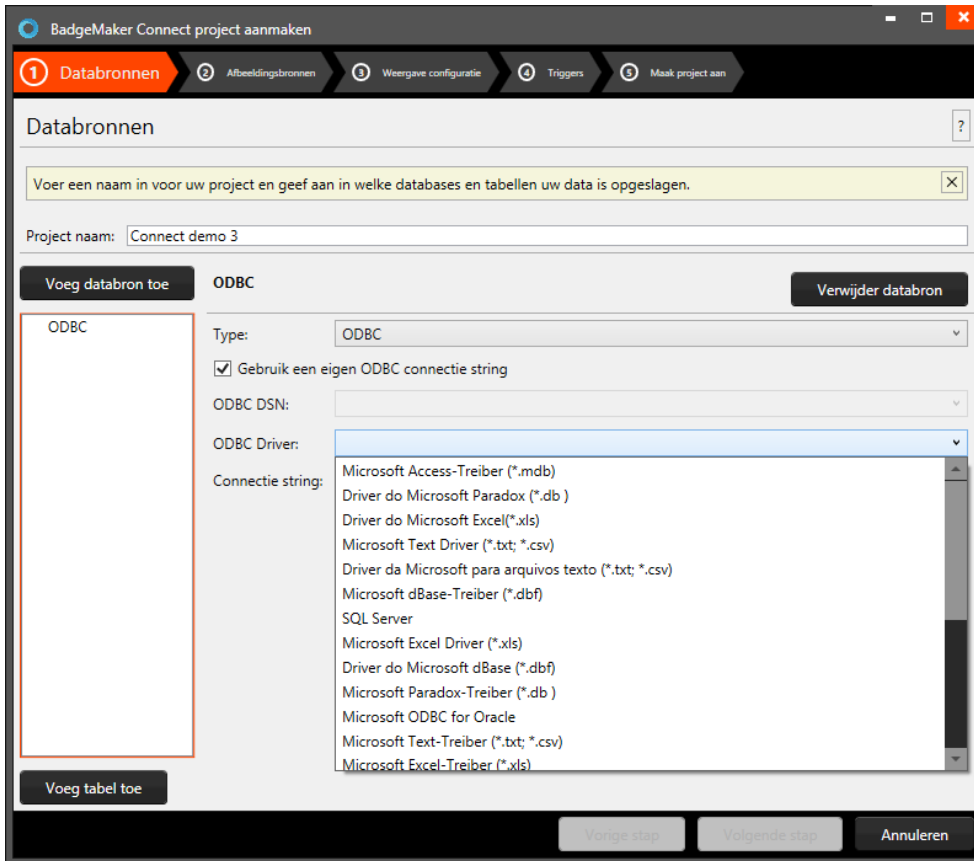 BadgeMaker Connect project aanmaken
1 Databronnen
2 Afbeeldingsbronnen
3 Weergave configuratie
4 Triggers
5 Maak project aan
Databronnen
?
Voer een naam in voor uw project en geef aan in welke databases en tabellen uw data is opgeslagen.
Project naam: Connect demo 3
Voeg databron toe
ODBC
Verwijder databron
ODBC
Type: ODBC
Gebruik een eigen ODBC connectie string
ODBC DSN:
ODBC Driver:
Connectie string:
Microsoft Access-Treiber (*.mdb)
Driver do Microsoft Paradox (*.db )
Driver do Microsoft Excel(*.xls)
Microsoft Text Driver (*.txt; *.csv)
Driver da Microsoft para arquivos texto (*.txt; *.csv)
Microsoft dBase-Treiber (*.dbf)
SQL Server
Microsoft Excel Driver (*.xls)
Driver do Microsoft dBase (*.dbf)
Microsoft Paradox-Treiber (*.db )
Microsoft ODBC for Oracle
Microsoft Text-Treiber (*.txt; *.csv)
Microsoft Excel-Treiber (*.xls)
Voeg tabel toe
Vorige stap
Volgende stap
Annuleren